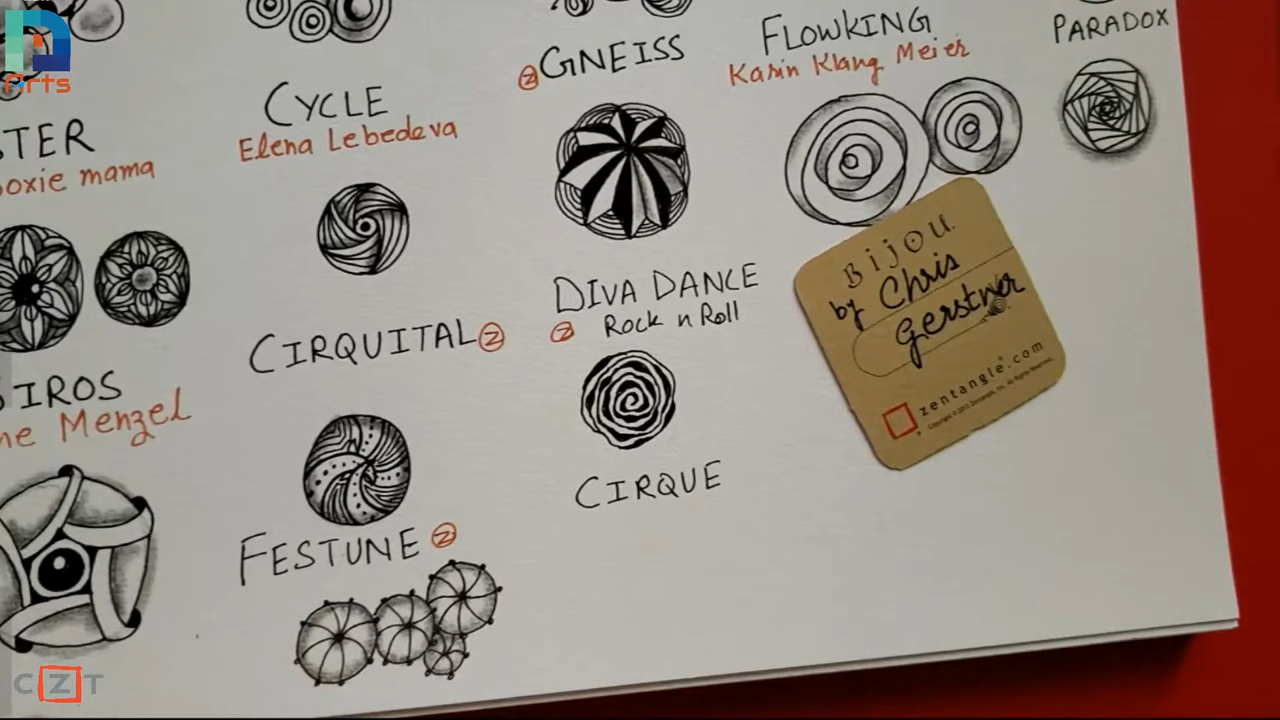 Arts
GNEISS
FLOWKING
Karin Klang Meier
PARADOX
CYCLE
Elena Lebedeva
STER
oxie mama
DIVA DANCE
Rock n Roll
Bijou
by Chris
Gerstner
zentangle.com
CIRQUITAL
SIROS
ne Menzel
CIRQUE
FESTUNE
CZT